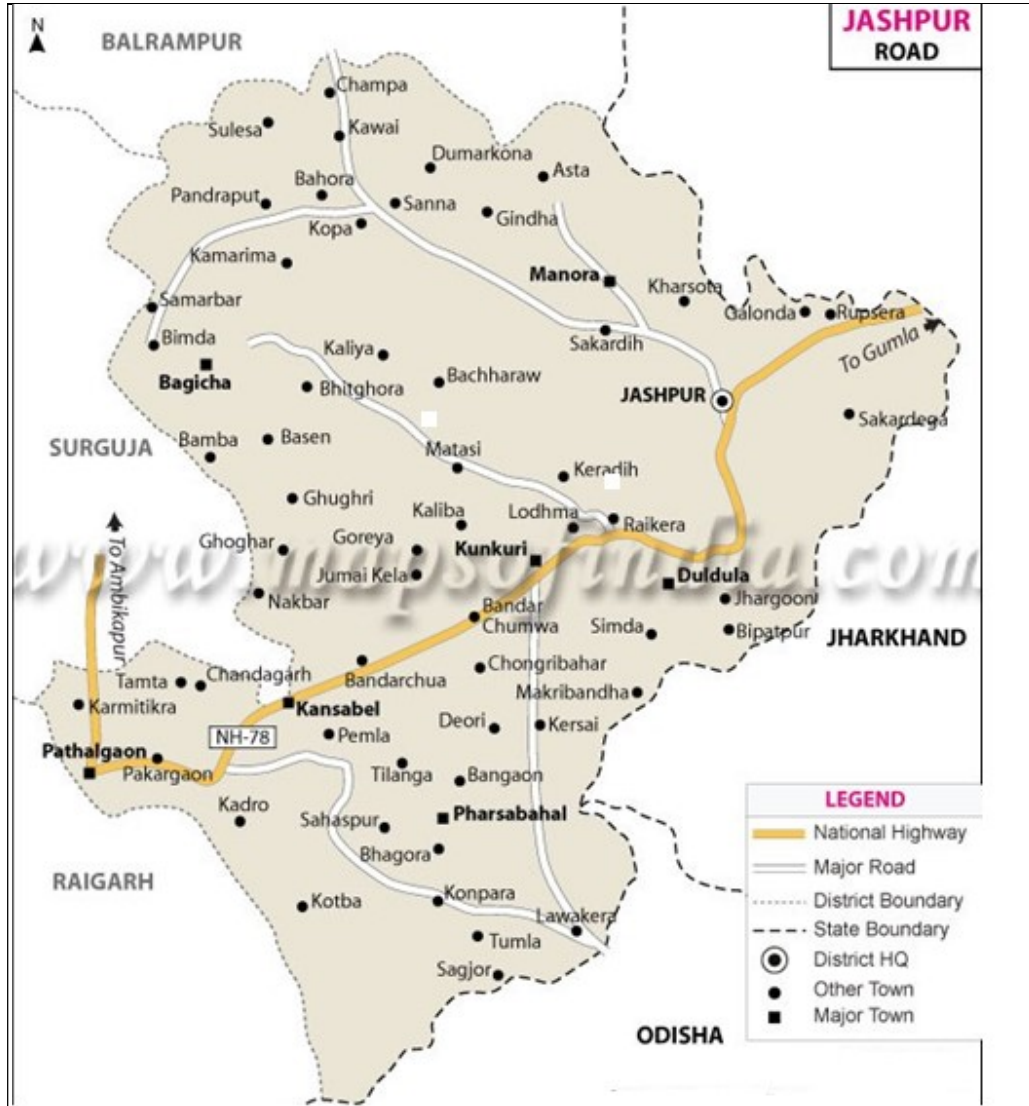 N
BALRAMPUR
JASHPUR
ROAD
Champa
Sulesa
Kawai
Dumarkona
Asta
Pandraput
Bahora
Sanna
Gindha
Kopa
Kamarima
Manora
Kharsota
Samarbar
Galonda
Rupsera
Bimda
Kaliya
Sakardih
To Gumla
Bagicha
Bhitghora
Bachharaw
JASHPUR
Sakardega
SURGUJA
Bamba
Basen
Matasi
Keradih
Ghughri
Kaliba
Lodhma
Raikera
To Ambikapur
Ghoghar
Goreya
Kunkuri
www.mapsofindia.com
Jumai Kela
Duldula
Nakbar
Jhargoon
Bandar
Chumwa
Simda
Bipatpur
JHARKHAND
Tamta
Chandagarh
Bandarchua
Chongribahar
Karmitikra
Kansabel
Makribandha
NH-78
Pemla
Deori
Kersai
Pathalgaon
Pakargaon
Tilanga
Bangaon
Kadro
Sahaspur
Pharsabahal
Bhagora
RAIGARH
Kotba
Konpara
Lawakera
Tumla
Sagjor
ODISHA
LEGEND
National Highway
Major Road
District Boundary
State Boundary
District HQ
Other Town
Major Town